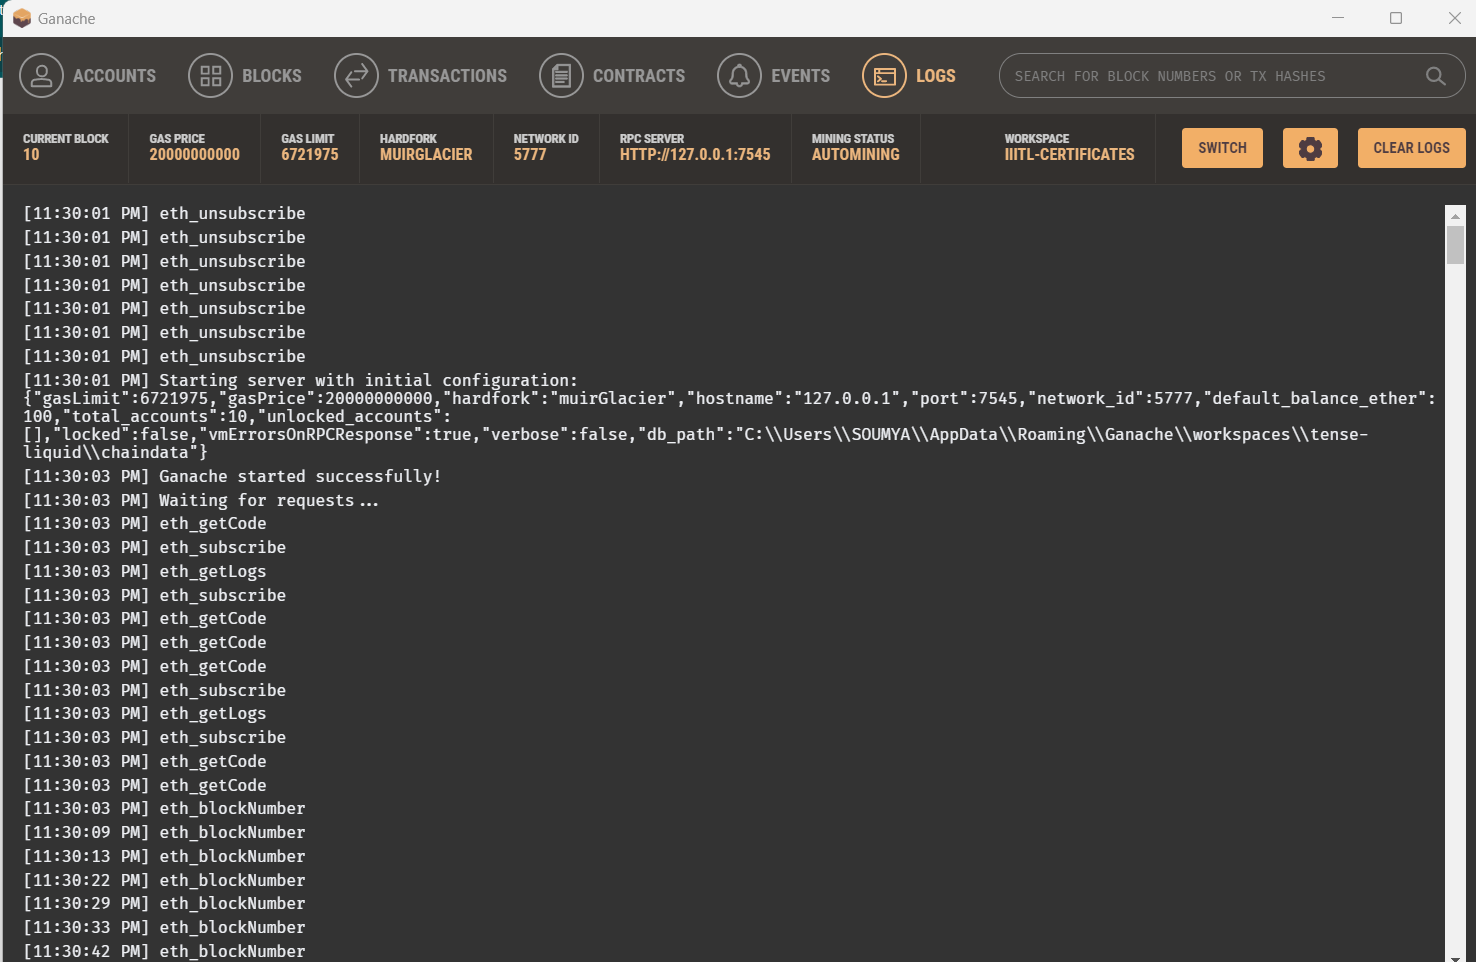 Ganache
ACCOUNTS BLOCKS TRANSACTIONS CONTRACTS EVENTS LOGS SEARCH FOR BLOCK NUMBERS OR TX HASHES
CURRENT BLOCK GAS PRICE GAS LIMIT HARDFORK NETWORK ID RPC SERVER MINING STATUS WORKSPACE
10 20000000000 6721975 MUIRGLACIER 5777 HTTP://127.0.0.1:7545 AUTOMINING IIITL-CERTIFICATES SWITCH CLEAR LOGS
[11:30:01 PM] eth_unsubscribe
[11:30:01 PM] eth_unsubscribe
[11:30:01 PM] eth_unsubscribe
[11:30:01 PM] eth_unsubscribe
[11:30:01 PM] eth_unsubscribe
[11:30:01 PM] eth_unsubscribe
[11:30:01 PM] eth_unsubscribe
[11:30:01 PM] Starting server with initial configuration:
{"gasLimit":6721975,"gasPrice":20000000000,"hardfork":"muirGlacier","hostname":"127.0.0.1","port":7545,"network_id":5777,"default_balance_ether":
100,"total_accounts":10,"unlocked_accounts":
[],"locked":false,"vmErrorsOnRPCResponse":true,"verbose":false,"db_path":"C:\\Users\\SOUMYA\\AppData\\Roaming\\Ganache\\workspaces\\tense-
liquid\\chaindata"}
[11:30:03 PM] Ganache started successfully!
[11:30:03 PM] Waiting for requests...
[11:30:03 PM] eth_getCode
[11:30:03 PM] eth_subscribe
[11:30:03 PM] eth_getLogs
[11:30:03 PM] eth_subscribe
[11:30:03 PM] eth_getCode
[11:30:03 PM] eth_getCode
[11:30:03 PM] eth_getCode
[11:30:03 PM] eth_subscribe
[11:30:03 PM] eth_getLogs
[11:30:03 PM] eth_subscribe
[11:30:03 PM] eth_getCode
[11:30:03 PM] eth_getCode
[11:30:03 PM] eth_blockNumber
[11:30:09 PM] eth_blockNumber
[11:30:13 PM] eth_blockNumber
[11:30:22 PM] eth_blockNumber
[11:30:29 PM] eth_blockNumber
[11:30:33 PM] eth_blockNumber
[11:30:42 PM] eth_blockNumber